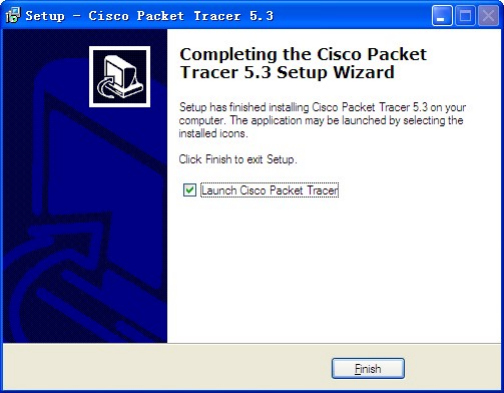 Setup - Cisco Packet Tracer 5.3
Completing the Cisco Packet
Tracer 5.3 Setup Wizard
Setup has finished installing Cisco Packet Tracer 5.3 on your
computer. The application may be launched by selecting the
installed icons.
Click Finish to exit Setup.
Launch Cisco Packet Tracer
Finish